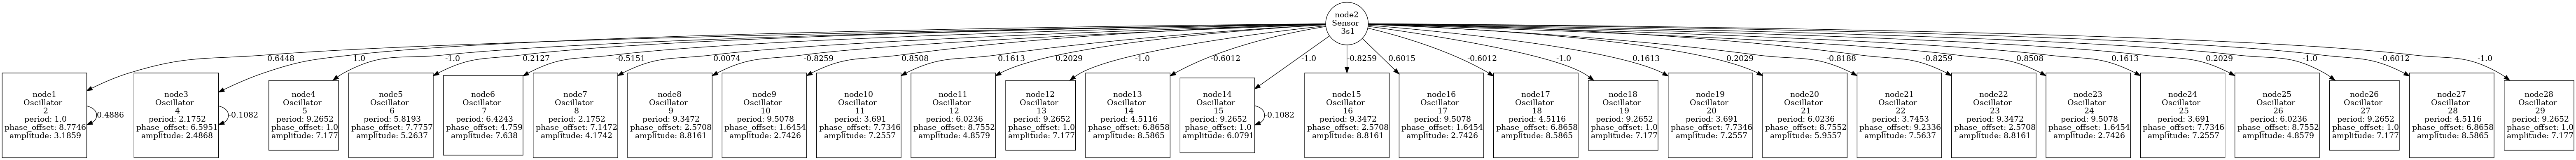 node2
Sensor
3s1
0.6448
1.0
-1.0
0.2127
-0.5151
0.0074
-0.8259
0.8508
0.1613
0.2029
-1.0
-0.6012
-1.0
-0.8259
0.6015
-0.6012
-1.0
0.1613
0.2029
-0.8188
-0.8259
0.8508
0.1613
0.2029
-1.0
-0.6012
-1.0
node1
Oscillator
2
period: 1.0
phase_offset: 8.7746
amplitude: 3.1859
0.4886
node3
Oscillator
4
period: 2.1752
phase_offset: 6.5951
amplitude: 2.4868
-0.1082
node4
Oscillator
5
period: 9.2652
phase_offset: 1.0
amplitude: 7.177
node5
Oscillator
6
period: 5.8193
phase_offset: 7.7757
amplitude: 5.2637
node6
Oscillator
7
period: 6.4243
phase_offset: 4.759
amplitude: 7.638
node7
Oscillator
8
period: 2.1752
phase_offset: 7.1472
amplitude: 4.1742
node8
Oscillator
9
period: 9.3472
phase_offset: 2.5708
amplitude: 8.8161
node9
Oscillator
10
period: 9.5078
phase_offset: 1.6454
amplitude: 2.7426
node10
Oscillator
11
period: 3.691
phase_offset: 7.7346
amplitude: 7.2557
node11
Oscillator
12
period: 6.0236
phase_offset: 8.7552
amplitude: 4.8579
node12
Oscillator
13
period: 9.2652
phase_offset: 1.0
amplitude: 7.177
node13
Oscillator
14
period: 4.5116
phase_offset: 6.8658
amplitude: 8.5865
node14
Oscillator
15
period: 9.2652
phase_offset: 1.0
amplitude: 6.0791
-0.1082
node15
Oscillator
16
period: 9.3472
phase_offset: 2.5708
amplitude: 8.8161
node16
Oscillator
17
period: 9.5078
phase_offset: 1.6454
amplitude: 2.7426
node17
Oscillator
18
period: 4.5116
phase_offset: 6.8658
amplitude: 8.5865
node18
Oscillator
19
period: 9.2652
phase_offset: 1.0
amplitude: 7.177
node19
Oscillator
20
period: 3.691
phase_offset: 7.7346
amplitude: 7.2557
node20
Oscillator
21
period: 6.0236
phase_offset: 8.7552
amplitude: 5.9557
node21
Oscillator
22
period: 3.7453
phase_offset: 9.2336
amplitude: 7.5637
node22
Oscillator
23
period: 9.3472
phase_offset: 2.5708
amplitude: 8.8161
node23
Oscillator
24
period: 9.5078
phase_offset: 1.6454
amplitude: 2.7426
node24
Oscillator
25
period: 3.691
phase_offset: 7.7346
amplitude: 7.2557
node25
Oscillator
26
period: 6.0236
phase_offset: 8.7552
amplitude: 4.8579
node26
Oscillator
27
period: 9.2652
phase_offset: 1.0
amplitude: 7.177
node27
Oscillator
28
period: 4.5116
phase_offset: 6.8658
amplitude: 8.5865
node28
Oscillator
29
period: 9.2652
phase_offset: 1.0
amplitude: 7.177